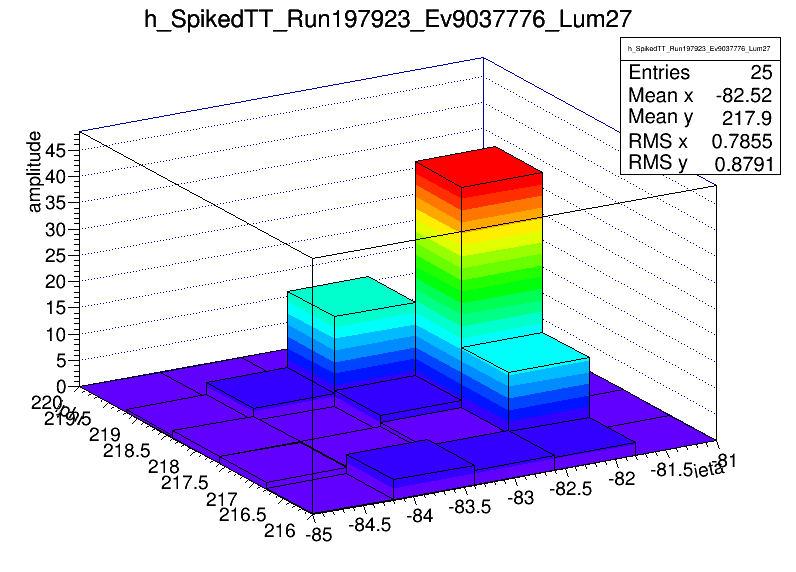 h_SpikedTT_Run197923_Ev9037776_Lum27
h_SpikedTT_Run197923_Ev9037776_Lum27
Entries 25
Mean x -82.52
Mean y 217.9
RMS x 0.7855
RMS y 0.8791
amplitude
45
40
35
30
25
20
15
10
5
0
220
219.5
219
218.5
218
217.5
217
216.5
216
iphi
-85
-84.5
-84
-83.5
-83
-82.5
-82
-81.5
-81
ieta